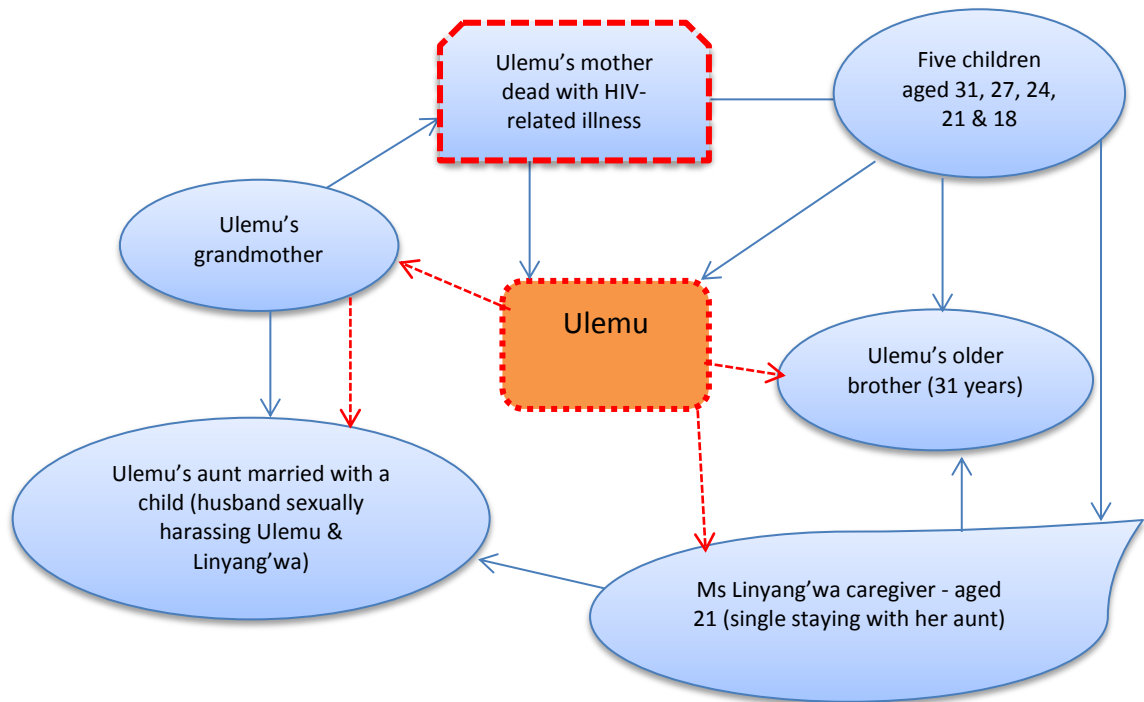 Ulemu’s mother
dead with HIV-
related illness
Five children
aged 31, 27, 24,
21 & 18
Ulemu’s
grandmother
Ulemu
Ulemu’s older
brother (31 years)
Ulemu’s aunt married with a
child (husband sexually
harassing Ulemu &
Linyang’wa)
Ms Linyang’wa caregiver - aged
21 (single staying with her aunt)